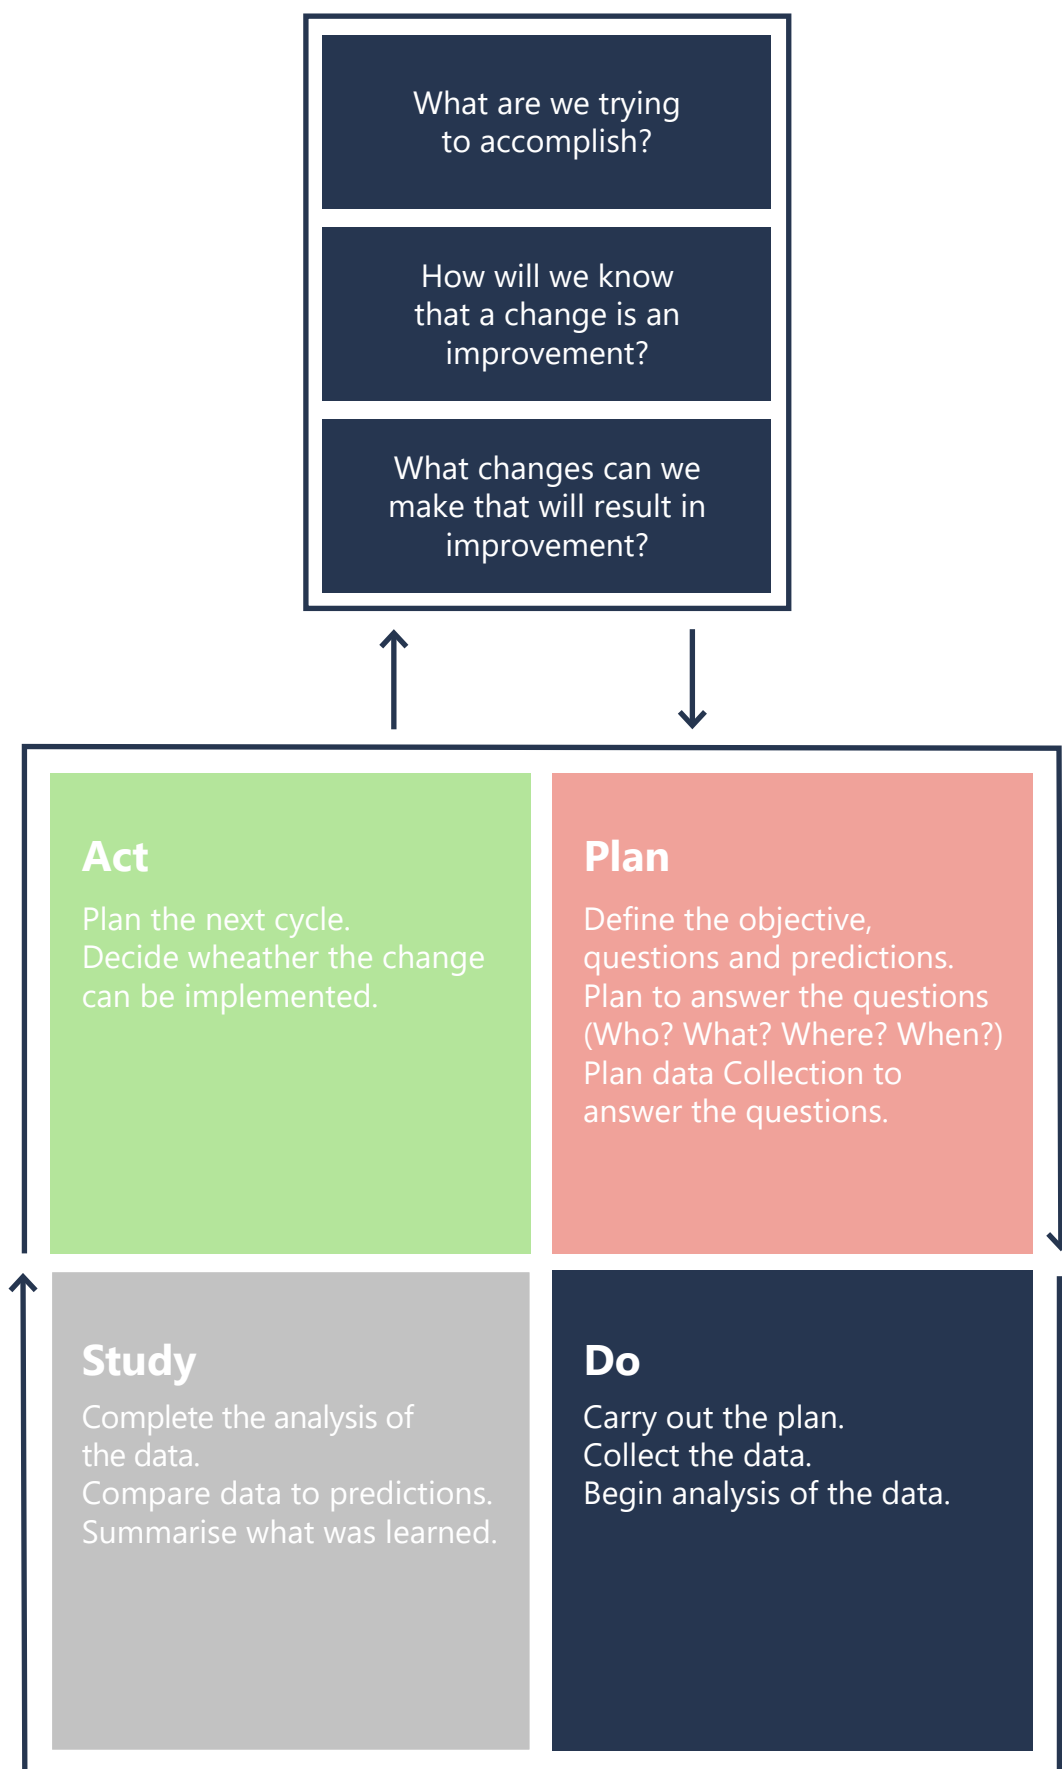 What are we trying
to accomplish?
How will we know
that a change is an
improvement?
What changes can we
make that will result in
improvement?
Act
Plan the next cycle.
Decide wheather the change
can be implemented.
Plan
Define the objective,
questions and predictions.
Plan to answer the questions
(Who? What? Where? When?)
Plan data Collection to
answer the questions.
Study
Complete the analysis of
the data.
Compare data to predictions.
Summarise what was learned.
Do
Carry out the plan.
Collect the data.
Begin analysis of the data.